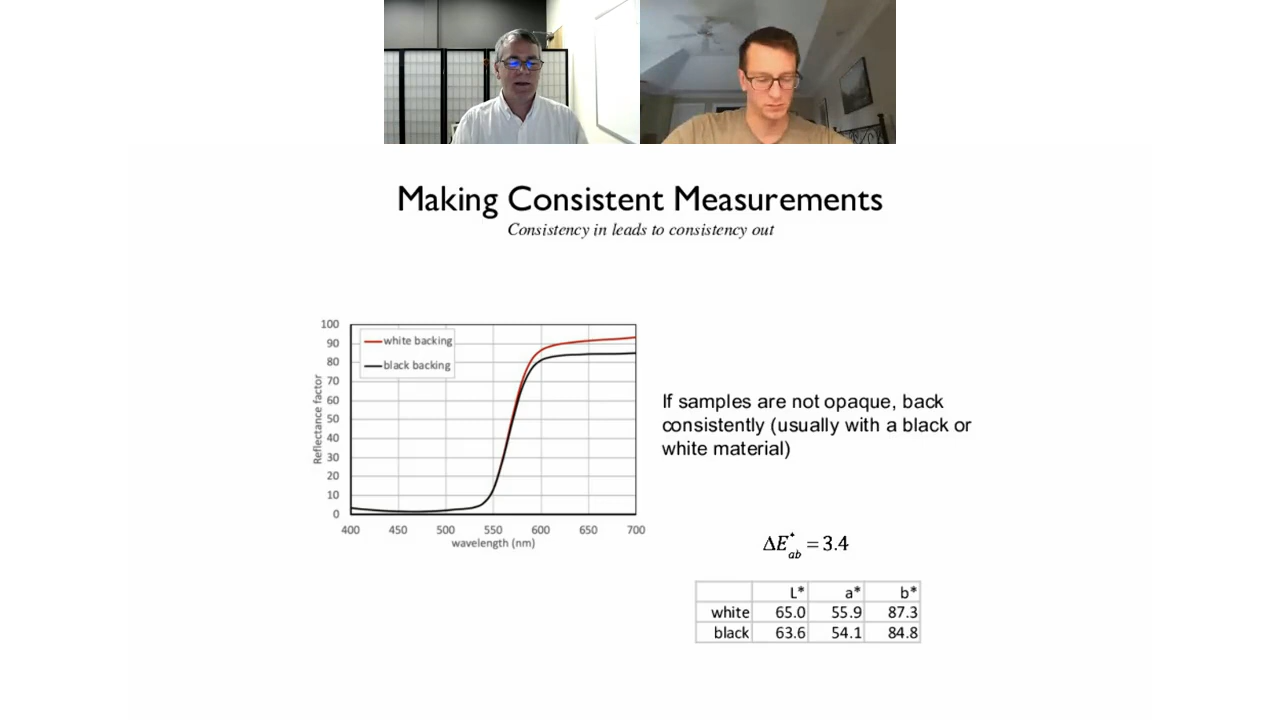 Making Consistent Measurements
Consistency in leads to consistency out
100
90
80
70
60
50
40
30
20
10
0
Reflectance factor
white backing
black backing
400 450 500 550 600 650 700
wavelength (nm)
If samples are not opaque, back
consistently (usually with a black or
white material)
ΔE*ab = 3.4
L* a* b*
white 65.0 55.9 87.3
black 63.6 54.1 84.8